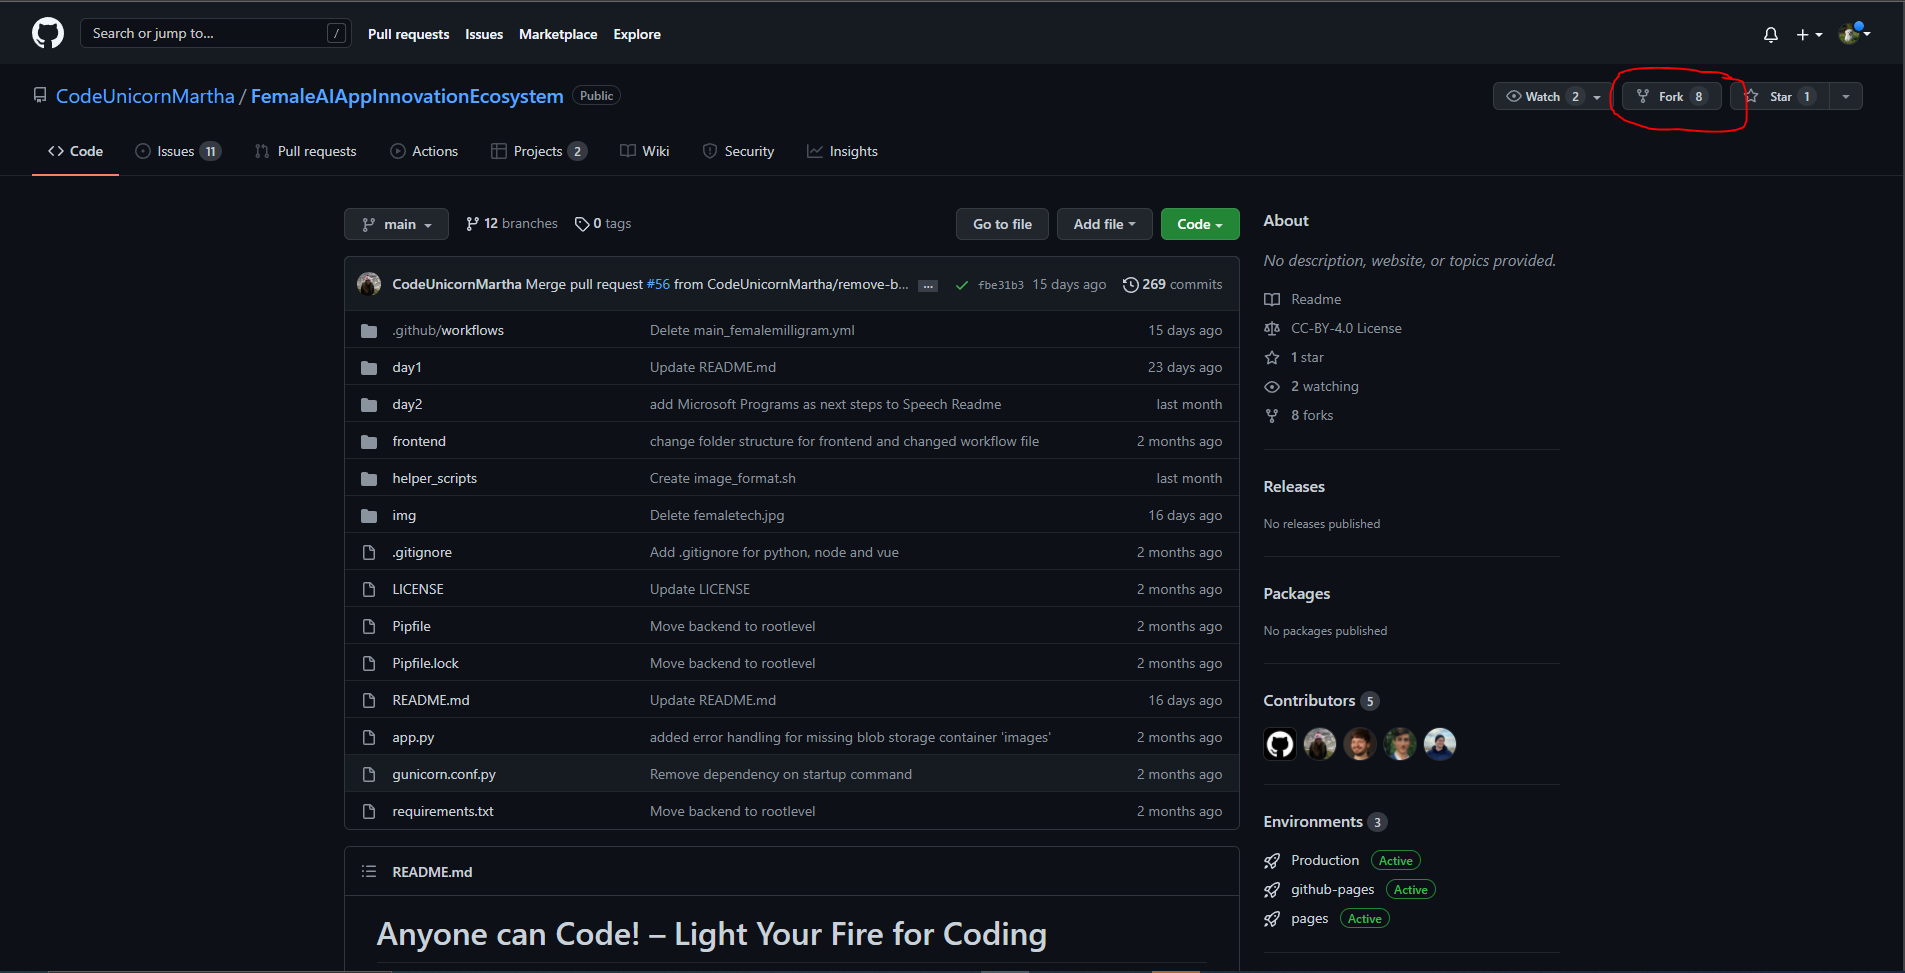 Search or jump to... /
Pull requests Issues Marketplace Explore
CodeUnicornMartha / FemaleAIAppInnovationEcosystem Public
Watch 2 Fork 8 Star 1
Code Issues 11 Pull requests Actions Projects 2 Wiki Security Insights
main 12 branches 0 tags Go to file Add file Code
CodeUnicornMartha Merge pull request #56 from CodeUnicornMartha/remove-b... ... fbe31b3 15 days ago 269 commits
.github/workflows Delete main_femalemilligram.yml 15 days ago
day1 Update README.md 23 days ago
day2 add Microsoft Programs as next steps to Speech Readme last month
frontend change folder structure for frontend and changed workflow file 2 months ago
helper_scripts Create image_format.sh last month
img Delete femaletech.jpg 16 days ago
.gitignore Add .gitignore for python, node and vue 2 months ago
LICENSE Update LICENSE 2 months ago
Pipfile Move backend to rootlevel 2 months ago
Pipfile.lock Move backend to rootlevel 2 months ago
README.md Update README.md 16 days ago
app.py added error handling for missing blob storage container 'images' 2 months ago
gunicorn.conf.py Remove dependency on startup command 2 months ago
requirements.txt Move backend to rootlevel 2 months ago
README.md
Anyone can Code! – Light Your Fire for Coding
About
No description, website, or topics provided.
Readme
CC-BY-4.0 License
1 star
2 watching
8 forks
Releases
No releases published
Packages
No packages published
Contributors 5
Environments 3
Production Active
github-pages Active
pages Active